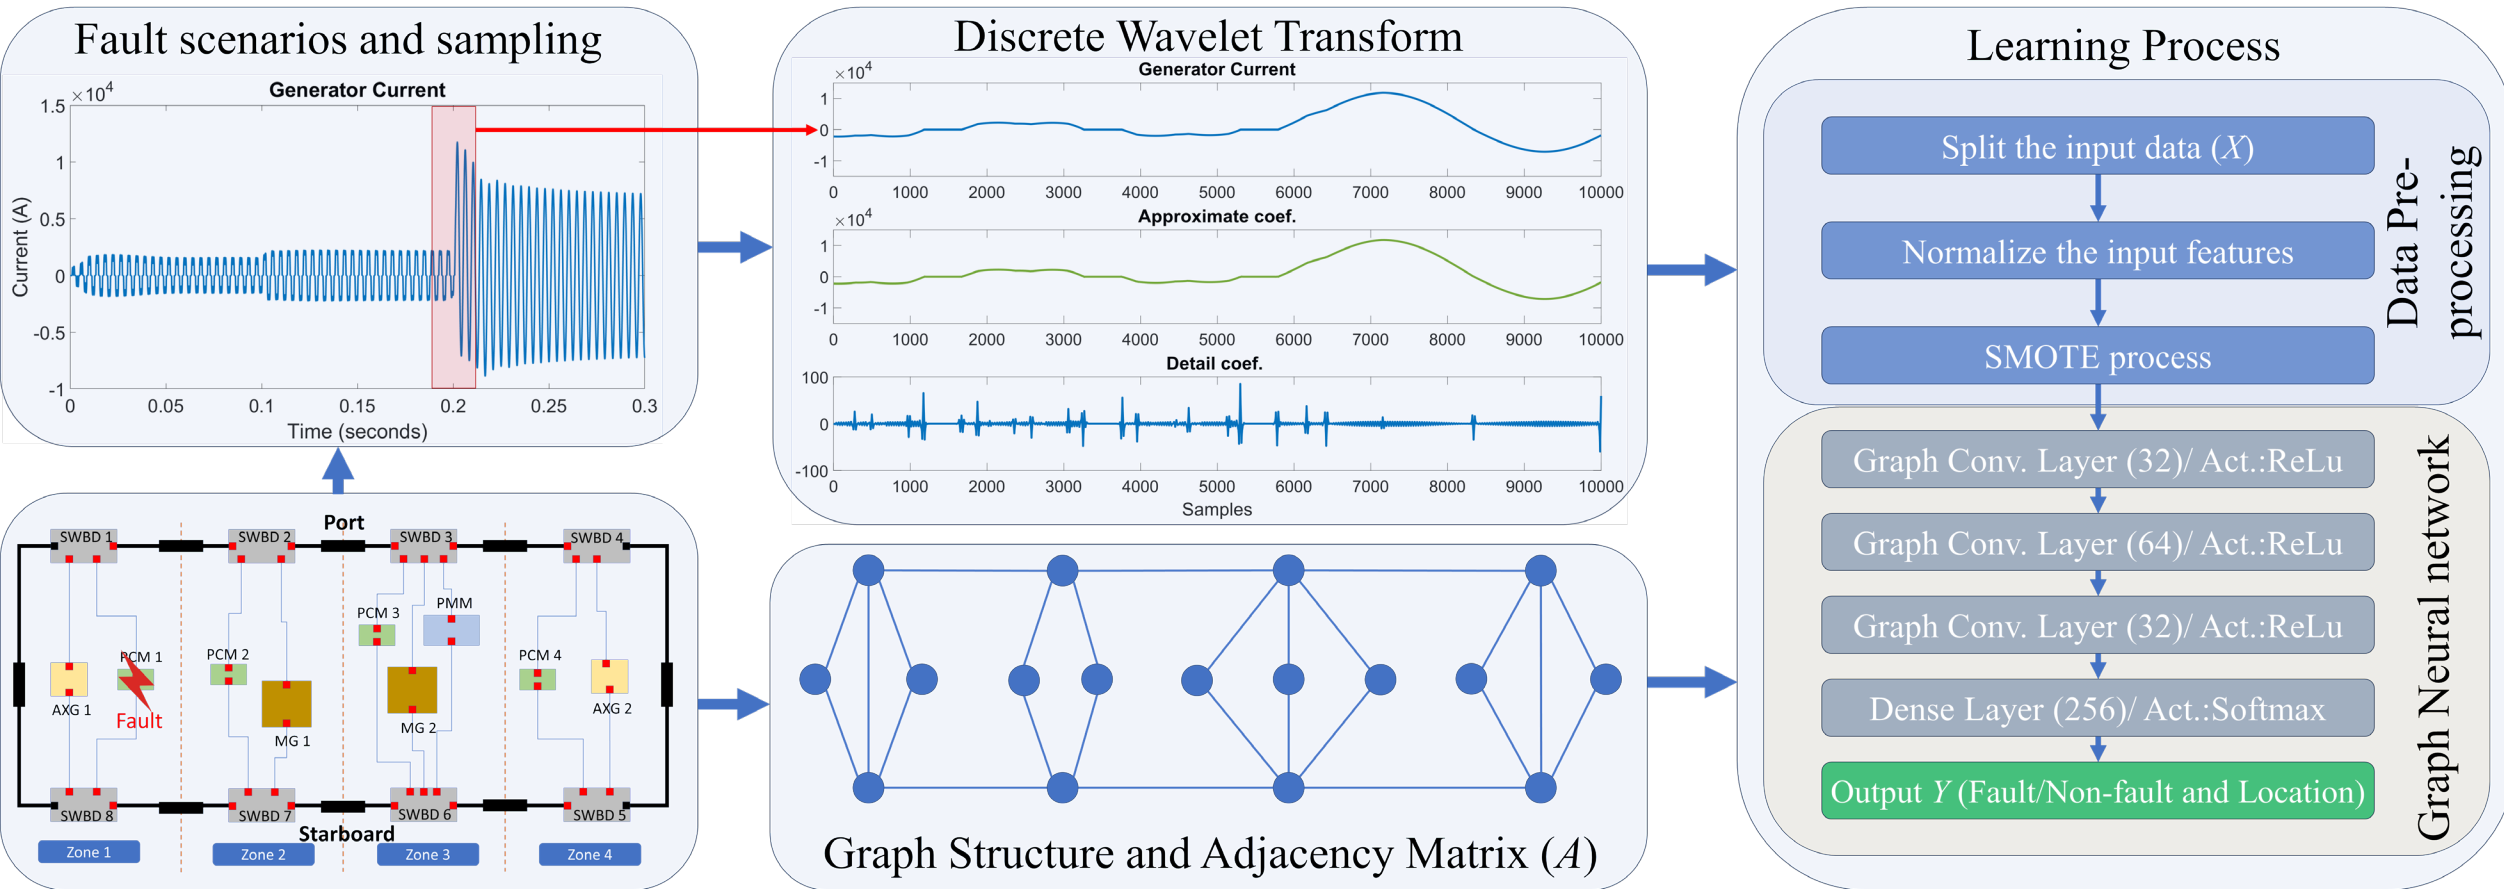 Fault scenarios and sampling
Generator Current
×10^4
1.5
1
0.5
0
-0.5
-1
Current (A)
0 0.05 0.1 0.15 0.2 0.25 0.3
Time (seconds)
Port
SWBD 1 SWBD 2 SWBD 3 SWBD 4
PCM 3 PMM
PCM 1 PCM 2 PCM 4
AXG 1 Fault MG 1 MG 2 AXG 2
SWBD 8 SWBD 7 SWBD 6 SWBD 5
Starboard
Zone 1 Zone 2 Zone 3 Zone 4
Discrete Wavelet Transform
Generator Current
×10^4
1
0
-1
0 1000 2000 3000 4000 5000 6000 7000 8000 9000 10000
Approximate coef.
×10^4
1
0
-1
0 1000 2000 3000 4000 5000 6000 7000 8000 9000 10000
Detail coef.
100
0
-100
0 1000 2000 3000 4000 5000 6000 7000 8000 9000 10000
Samples
Graph Structure and Adjacency Matrix (A)
Learning Process
Split the input data (X)
Normalize the input features
SMOTE process
Data Pre-
processing
Graph Conv. Layer (32)/ Act.:ReLu
Graph Conv. Layer (64)/ Act.:ReLu
Graph Conv. Layer (32)/ Act.:ReLu
Dense Layer (256)/ Act.:Softmax
Output Y (Fault/Non-fault and Location)
Graph Neural network